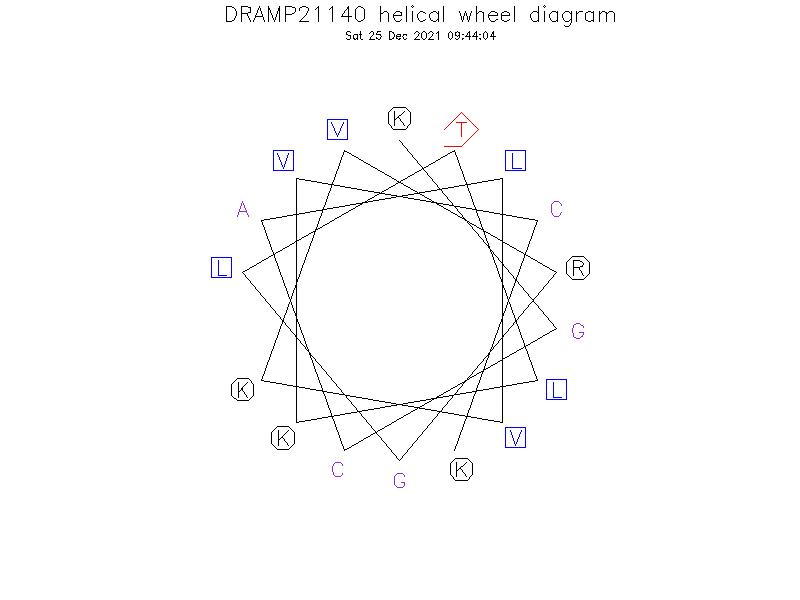 DRAMP21140 helical wheel diagram
Sat 25 Dec 2021 09:44:04
K
V T
V L
A C
L R
G
K L
K V
C K
G